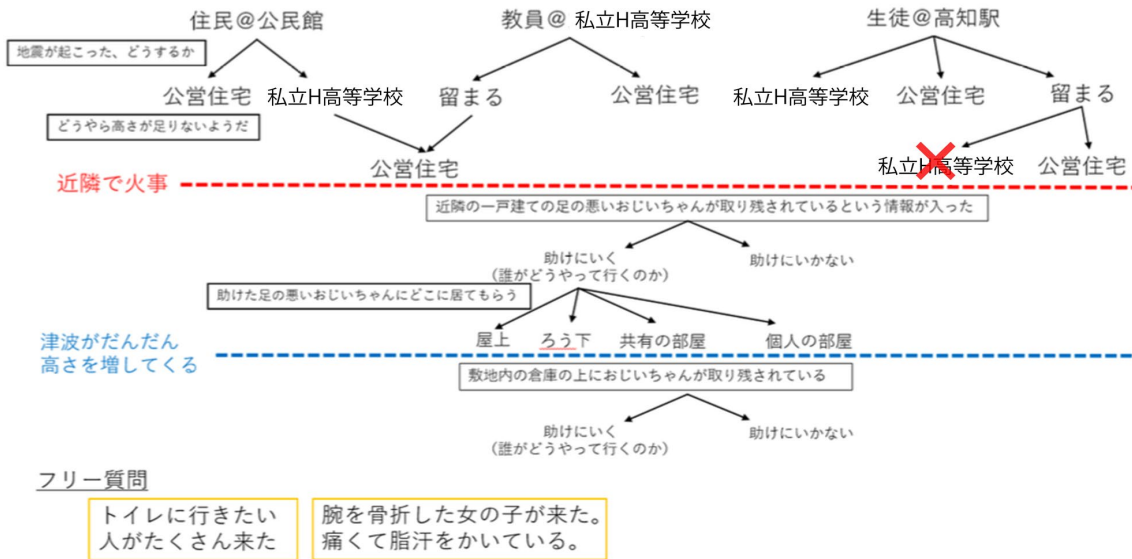 住民@公民館
教員@ 私立H高等学校
生徒@高知駅
地震が起こった、どうするか
公営住宅
私立H高等学校
留まる
公営住宅
私立H高等学校
公営住宅
留まる
どうやら高さが足りないようだ
公営住宅
私立H高等学校
公営住宅
近隣で火事
近隣の一戸建ての足の悪いおじいちゃんが取り残されているという情報が入った
助けにいく
(誰がどうやって行くのか)
助けにいかない
助けた足の悪いおじいちゃんにどこに居てもらう
屋上
ろう下
共有の部屋
個人の部屋
津波がだんだん
高さを増してくる
敷地内の倉庫の上におじいちゃんが取り残されている
助けにいく
(誰がどうやって行くのか)
助けにいかない
フリー質問
トイレに行きたい
人がたくさん来た
腕を骨折した女の子が来た。
痛くて脂汗をかいている。